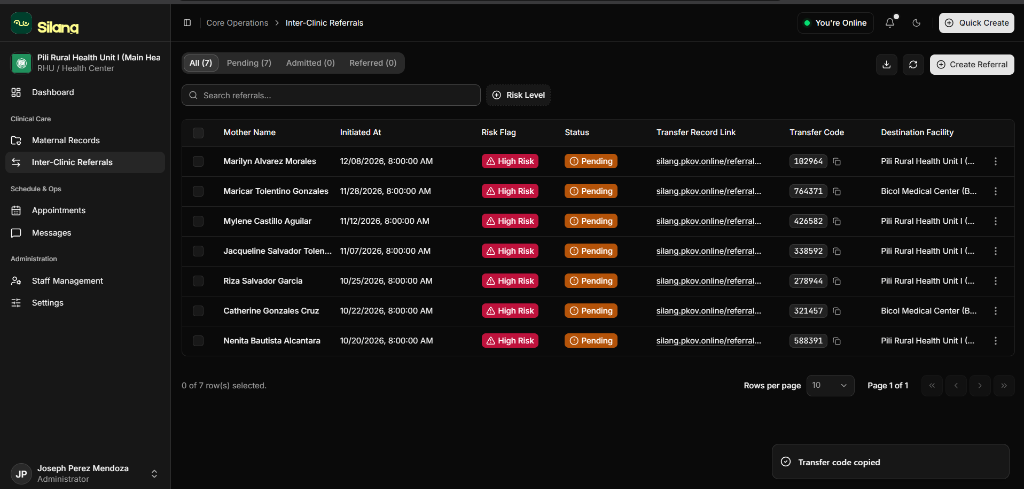 Silang
Core Operations > Inter-Clinic Referrals
You're Online
Quick Create
Pili Rural Health Unit I (Main Hea
RHU / Health Center
Dashboard
Clinical Care
Maternal Records
Inter-Clinic Referrals
Schedule & Ops
Appointments
Messages
Administration
Staff Management
Settings
JP
Joseph Perez Mendoza
Administrator
All (7) Pending (7) Admitted (0) Referred (0)
Create Referral
Search referrals...
Risk Level
Mother Name Initiated At Risk Flag Status Transfer Record Link Transfer Code Destination Facility
Marilyn Alvarez Morales 12/08/2026, 8:00:00 AM High Risk Pending silang.pkov.online/referral... 102964 Pili Rural Health Unit I (...
Maricar Tolentino Gonzales 11/28/2026, 8:00:00 AM High Risk Pending silang.pkov.online/referral... 764371 Bicol Medical Center (B...
Mylene Castillo Aguilar 11/12/2026, 8:00:00 AM High Risk Pending silang.pkov.online/referral... 426582 Pili Rural Health Unit I (...
Jacqueline Salvador Tolen... 11/07/2026, 8:00:00 AM High Risk Pending silang.pkov.online/referral... 338592 Pili Rural Health Unit I (...
Riza Salvador Garcia 10/25/2026, 8:00:00 AM High Risk Pending silang.pkov.online/referral... 278944 Pili Rural Health Unit I (...
Catherine Gonzales Cruz 10/22/2026, 8:00:00 AM High Risk Pending silang.pkov.online/referral... 321457 Bicol Medical Center (B...
Nenita Bautista Alcantara 10/20/2026, 8:00:00 AM High Risk Pending silang.pkov.online/referral... 588391 Pili Rural Health Unit I (...
0 of 7 row(s) selected.
Rows per page 10 Page 1 of 1
Transfer code copied